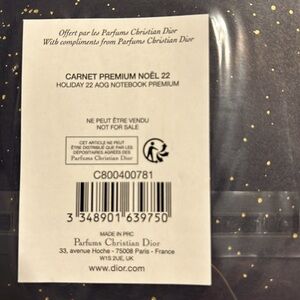 Offert par les Parfums Christian Dior
With compliments from Parfums Christian Dior
CARNET PREMIUM NOËL 22
HOLIDAY 22 AOG NOTEBOOK PREMIUM
NE PEUT ÊTRE VENDU
NOT FOR SALE
CET ARTICLE NE PEUT
ÊTRE DISTRIBUÉ QUE PAR LES
DÉPOSITAIRES AGRÉÉS DES
Parfums Christian Dior
C800400781
3 348901 639750
MADE IN PRC
Parfums Christian Dior
33, avenue Hoche - 75008 Paris - France
W1S 2UE, UK
www.dior.com